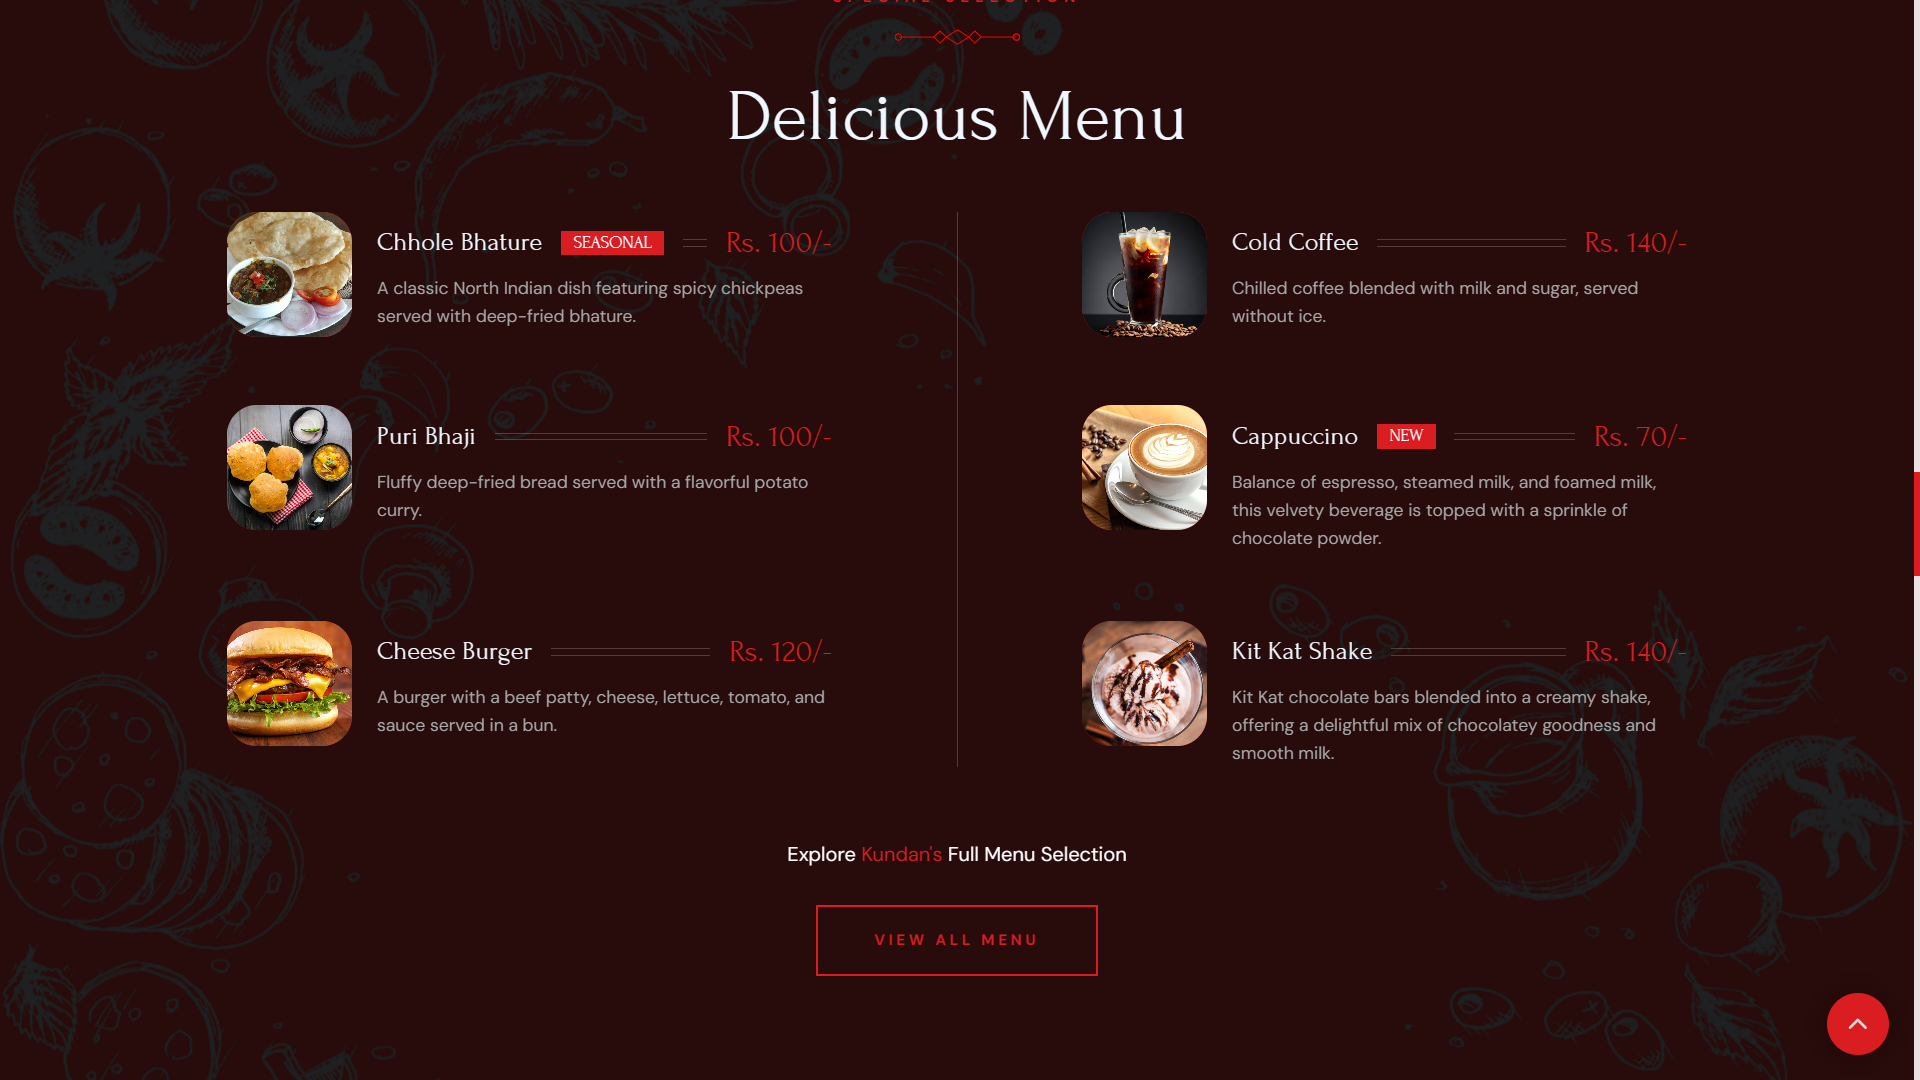 SPECIAL SELECTION
Delicious Menu
Chhole Bhature SEASONAL Rs. 100/-
A classic North Indian dish featuring spicy chickpeas
served with deep-fried bhature.
Puri Bhaji Rs. 100/-
Fluffy deep-fried bread served with a flavorful potato
curry.
Cheese Burger Rs. 120/-
A burger with a beef patty, cheese, lettuce, tomato, and
sauce served in a bun.
Cold Coffee Rs. 140/-
Chilled coffee blended with milk and sugar, served
without ice.
Cappuccino NEW Rs. 70/-
Balance of espresso, steamed milk, and foamed milk,
this velvety beverage is topped with a sprinkle of
chocolate powder.
Kit Kat Shake Rs. 140/-
Kit Kat chocolate bars blended into a creamy shake,
offering a delightful mix of chocolatey goodness and
smooth milk.
Explore Kundan's Full Menu Selection
VIEW ALL MENU